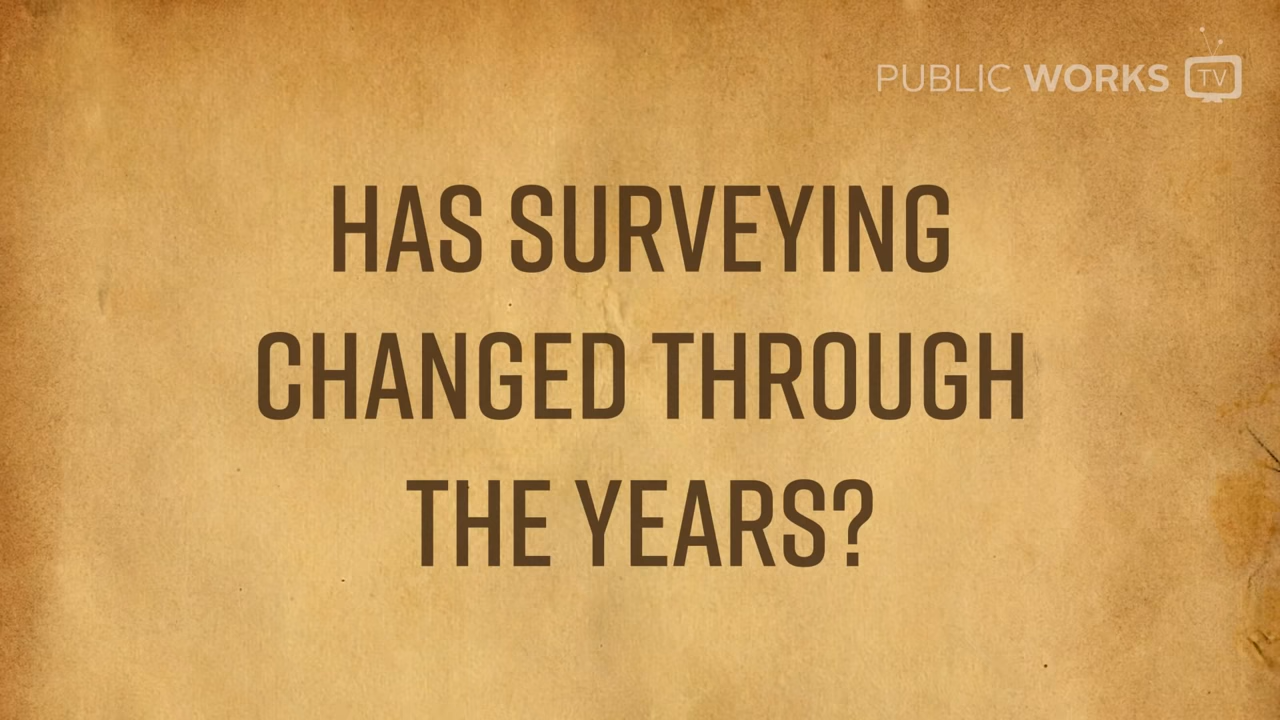 PUBLIC WORKS TV
HAS SURVEYING
CHANGED THROUGH
THE YEARS?